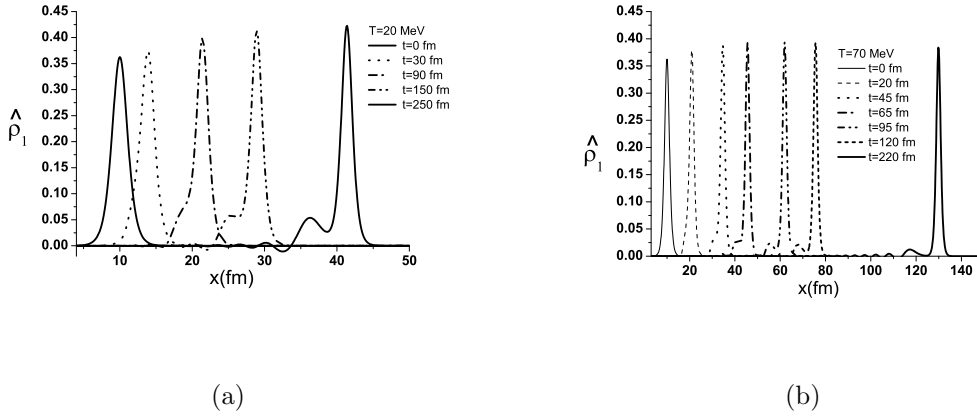 0.45
0.40
0.35
0.30
0.25
0.20
0.15
0.10
0.05
0.00
ρ̂₁
10 20 30 40 50
x(fm)
T=20 MeV
t=0 fm
t=30 fm
t=90 fm
t=150 fm
t=250 fm
(a)
0.45
0.40
0.35
0.30
0.25
0.20
0.15
0.10
0.05
0.00
ρ̂₁
20 40 60 80 100 120 140
x(fm)
T=70 MeV
t=0 fm
t=20 fm
t=45 fm
t=65 fm
t=95 fm
t=120 fm
t=220 fm
(b)